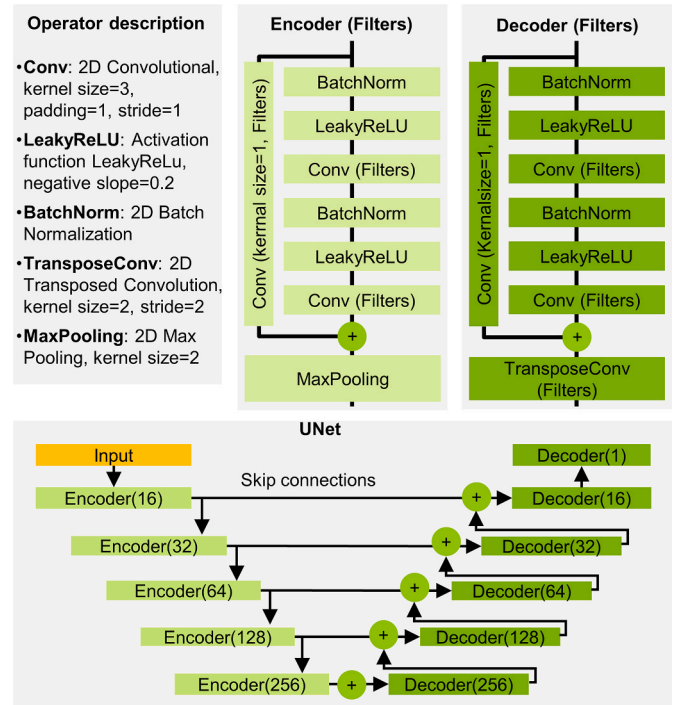 Operator description
•Conv: 2D Convolutional,
kernel size=3,
padding=1, stride=1
•LeakyReLU: Activation
function LeakyReLu,
negative slope=0.2
•BatchNorm: 2D Batch
Normalization
•TransposeConv: 2D
Transposed Convolution,
kernel size=2, stride=2
•MaxPooling: 2D Max
Pooling, kernel size=2
Encoder (Filters)
Conv (kerrnal size=1, Filters)
BatchNorm
LeakyReLU
Conv (Filters)
BatchNorm
LeakyReLU
Conv (Filters)
+
MaxPooling
Decoder (Filters)
Conv (Kernalsize=1, Filters)
BatchNorm
LeakyReLU
Conv (Filters)
BatchNorm
LeakyReLU
Conv (Filters)
+
TransposeConv
(Filters)
UNet
Input
Decoder(1)
Skip connections
Encoder(16)
+
Decoder(16)
Encoder(32)
+
Decoder(32)
Encoder(64)
+
Decoder(64)
Encoder(128)
+
Decoder(128)
Encoder(256)
+
Decoder(256)